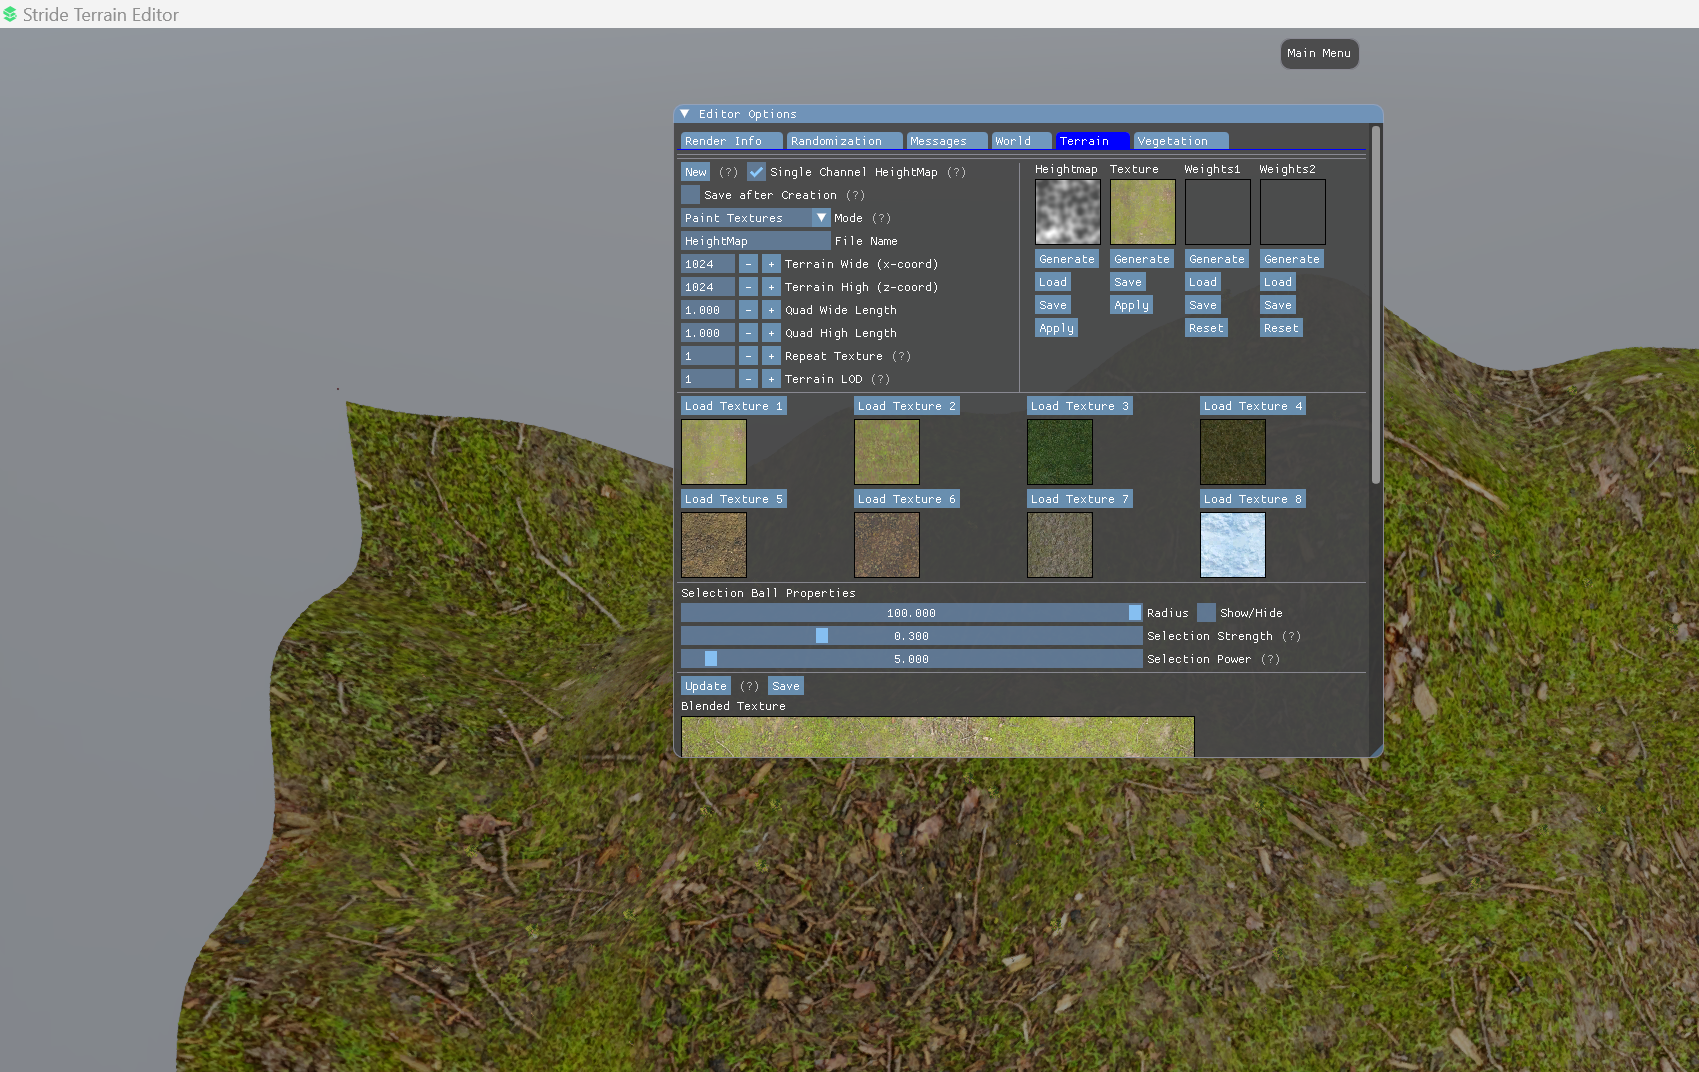 Stride Terrain Editor
Main Menu
Editor Options
Render Info Randomization Messages World Terrain Vegetation
New (?) Single Channel HeightMap (?)
Save after Creation (?)
Paint Textures Mode (?)
HeightMap File Name
1024 - + Terrain Wide (x-coord)
1024 - + Terrain High (z-coord)
1.000 - + Quad Wide Length
1.000 - + Quad High Length
1 - + Repeat Texture (?)
1 - + Terrain LOD (?)
Heightmap Texture Weights1 Weights2
Generate Generate Generate Generate
Load Save Load Load
Save Apply Save Save
Apply Reset Reset
Load Texture 1 Load Texture 2 Load Texture 3 Load Texture 4
Load Texture 5 Load Texture 6 Load Texture 7 Load Texture 8
Selection Ball Properties
100.000 Radius Show/Hide
0.300 Selection Strength (?)
5.000 Selection Power (?)
Update (?) Save
Blended Texture